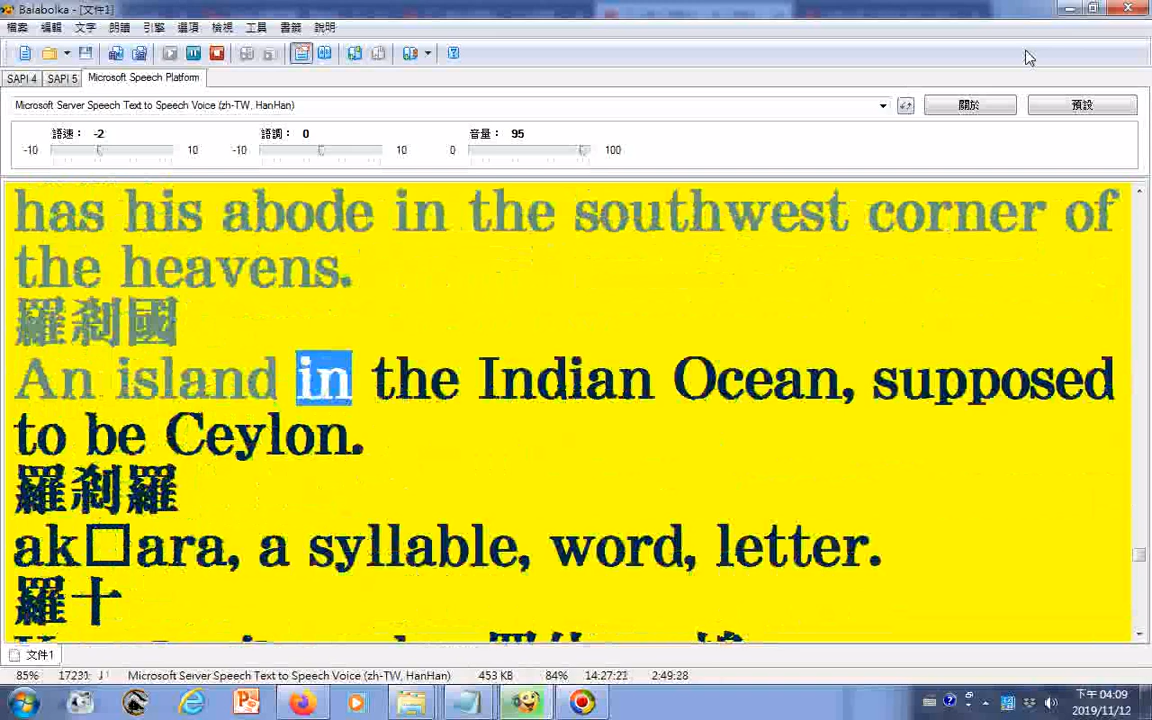 Balabolka - [文件1]
檔案 編輯 文字 朗讀 引擎 選項 檢視 工具 書籤 說明
SAPI 4 SAPI 5 Microsoft Speech Platform
Microsoft Server Speech Text to Speech Voice (zh-TW, HanHan) 關於 預設
語速： -2 語調： 0 音量： 95
-10 10 -10 10 0 100
has his abode in the southwest corner of
the heavens.
羅剎國
An island in the Indian Ocean, supposed
to be Ceylon.
羅剎羅
ak□ara, a syllable, word, letter.
羅十
文件1
85% Microsoft Server Speech Text to Speech Voice (zh-TW, HanHan) 453 KB 84% 14:27:21 2:49:28
下午 04:09
2019/11/12